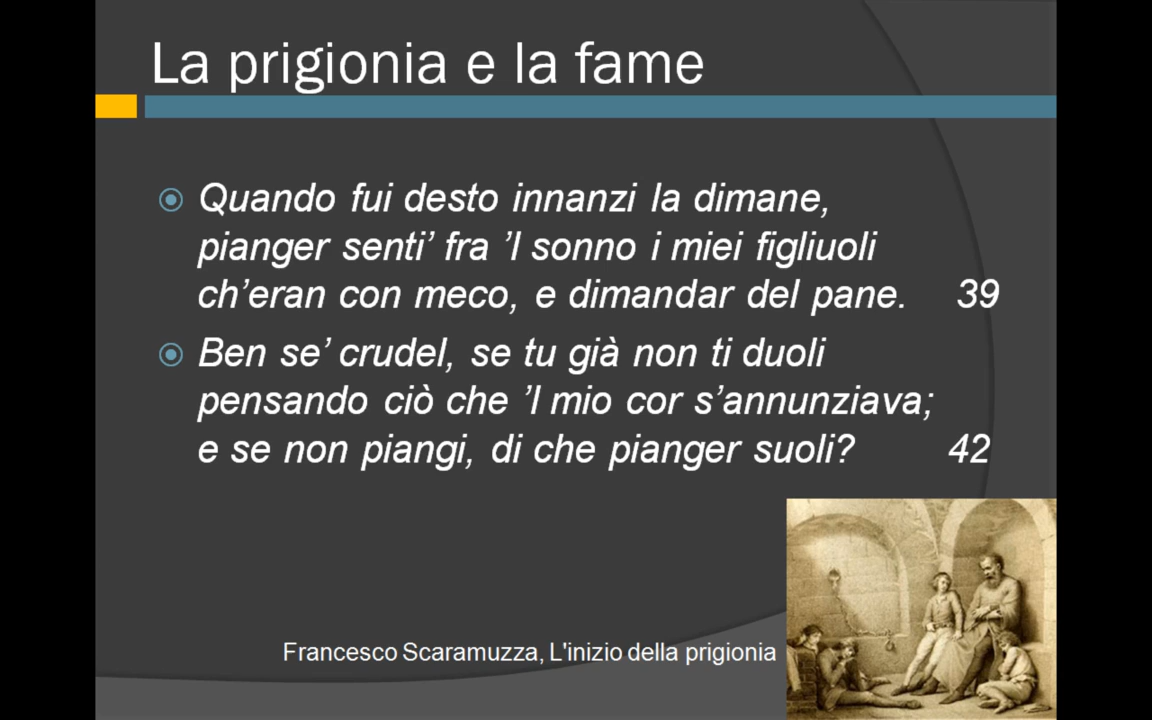 La prigionia e la fame
Quando fui desto innanzi la dimane,
pianger senti’ fra ’l sonno i miei figliuoli
ch’eran con meco, e dimandar del pane. 39
Ben se’ crudel, se tu già non ti duoli
pensando ciò che ’l mio cor s’annunziava;
e se non piangi, di che pianger suoli? 42
Francesco Scaramuzza, L'inizio della prigionia